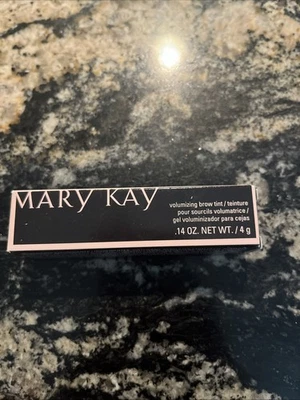 MARY KAY
volumizing brow tint / teinture
pour sourcils volumatrice /
gel voluminizador para cejas
.14 OZ. NET WT. / 4 g